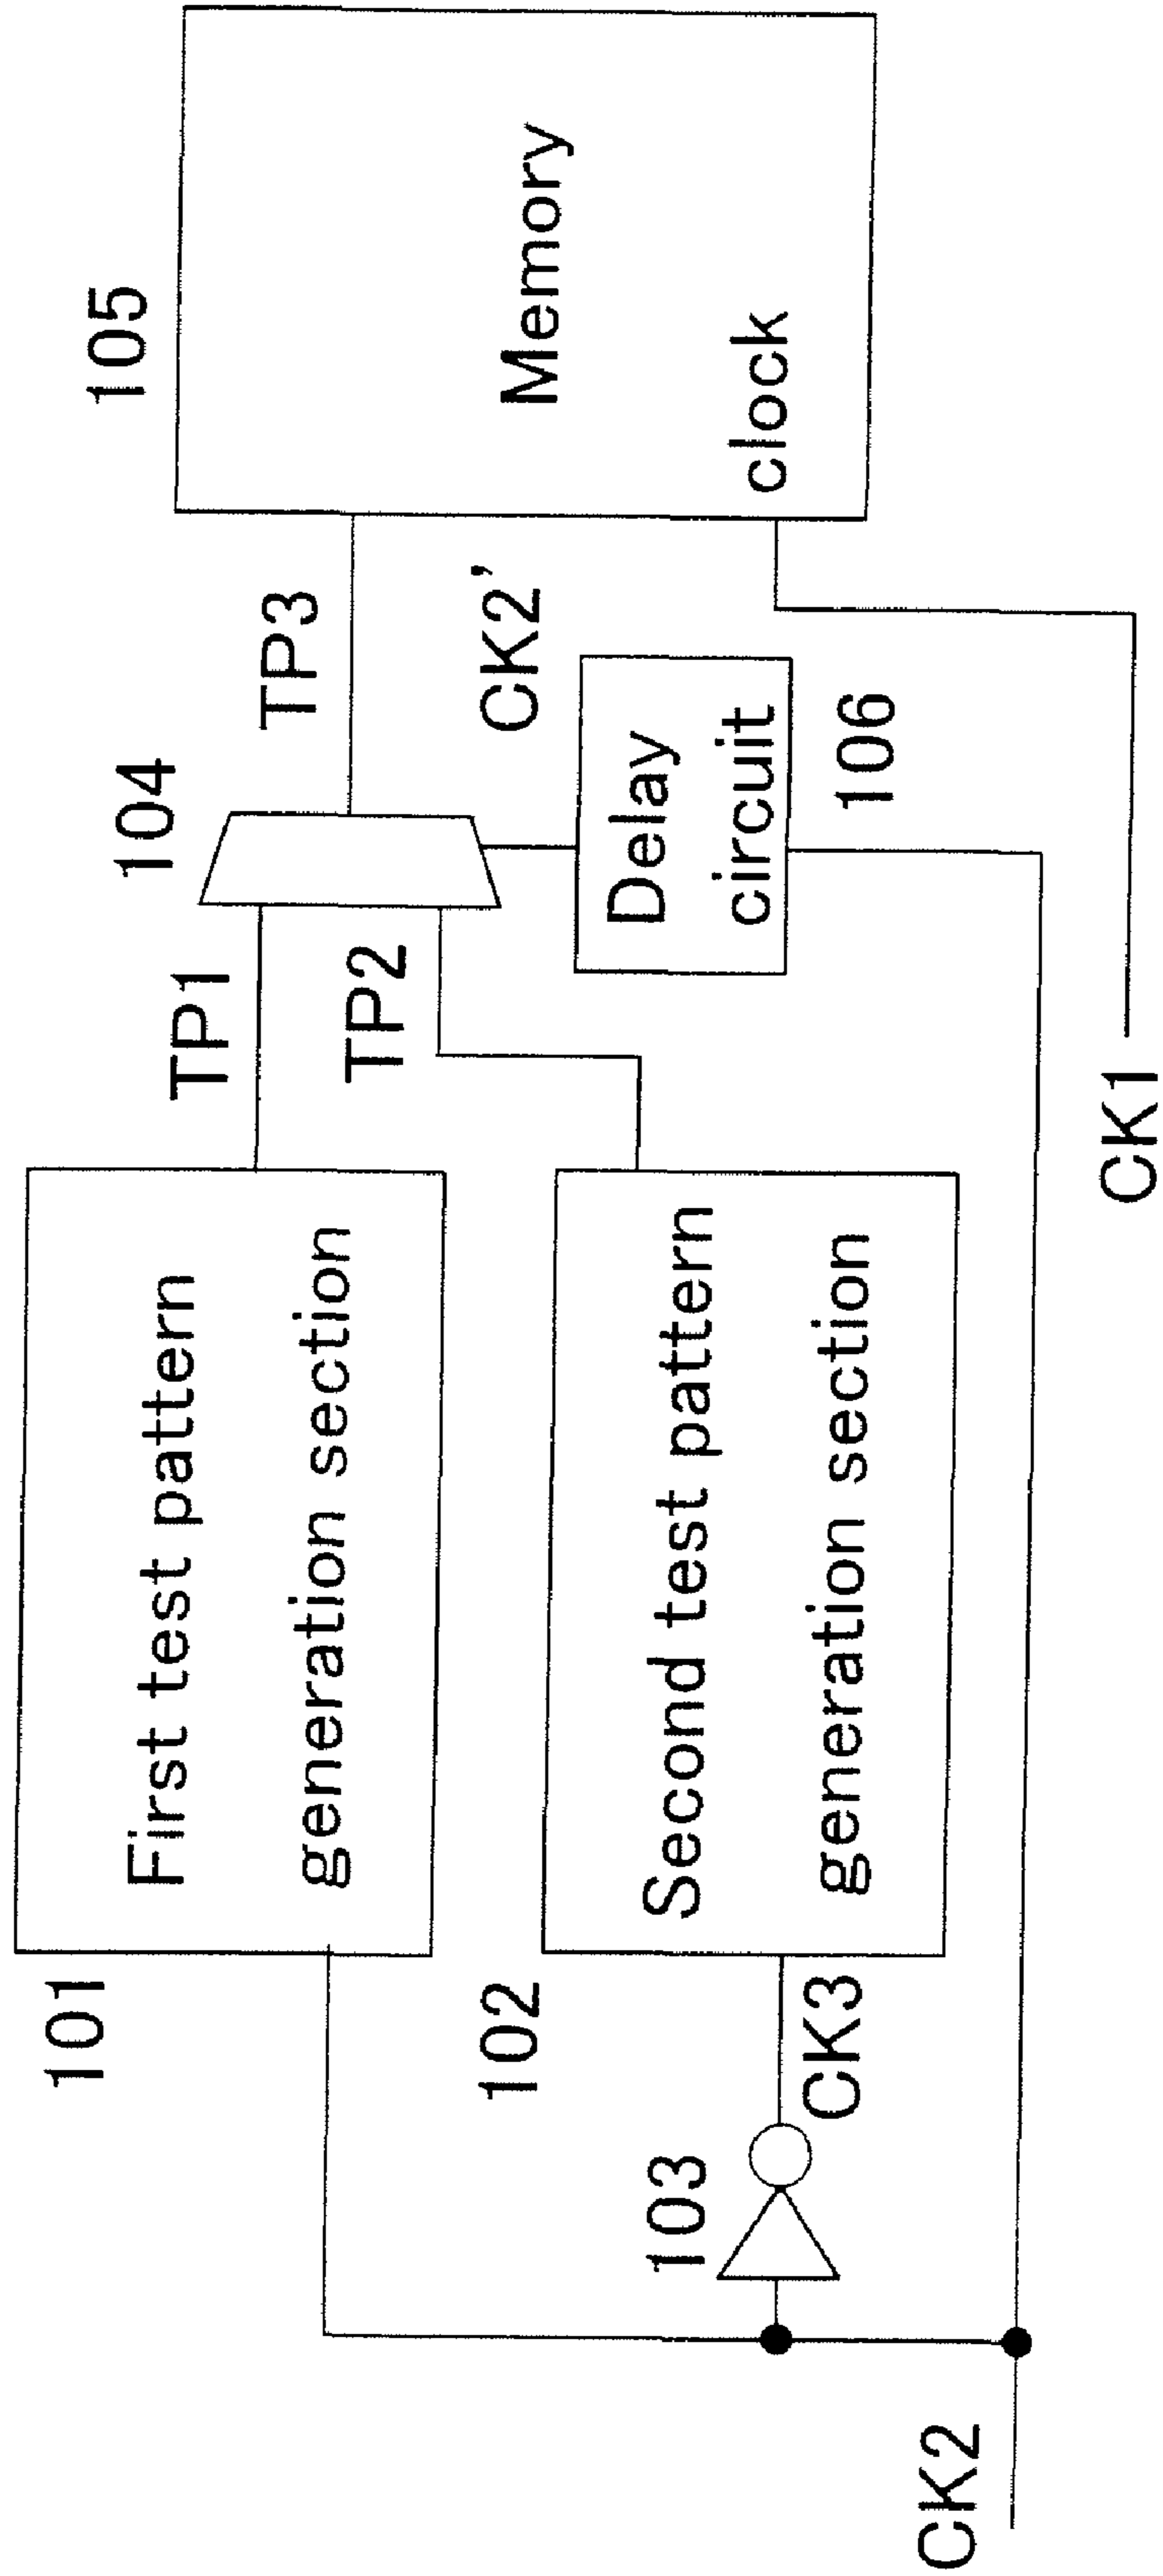 101
First test pattern
generation section
TP1
104
TP3
105
Memory
clock
102
Second test pattern
generation section
TP2
CK2'
Delay
circuit
106
103
CK3
CK2
CK1